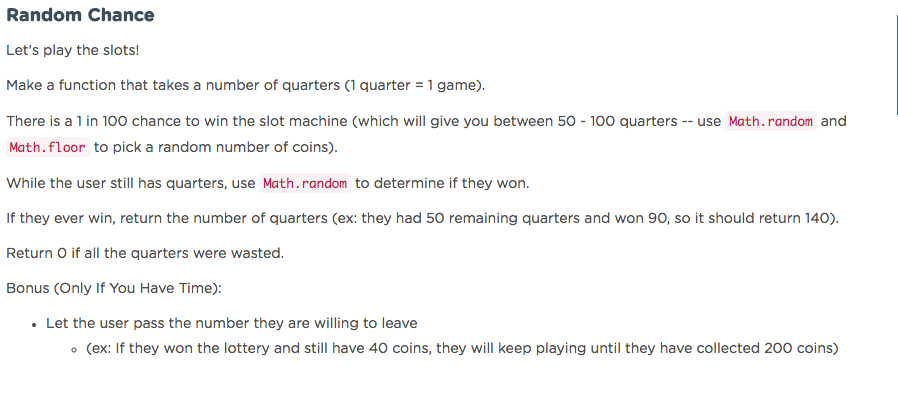 Random Chance
Let's play the slots!
Make a function that takes a number of quarters (1 quarter = 1 game).
There is a 1 in 100 chance to win the slot machine (which will give you between 50 - 100 quarters -- use Math.random and
Math.floor to pick a random number of coins).
While the user still has quarters, use Math.random to determine if they won.
If they ever win, return the number of quarters (ex: they had 50 remaining quarters and won 90, so it should return 140).
Return 0 if all the quarters were wasted.
Bonus (Only If You Have Time):
• Let the user pass the number they are willing to leave
◦ (ex: If they won the lottery and still have 40 coins, they will keep playing until they have collected 200 coins)